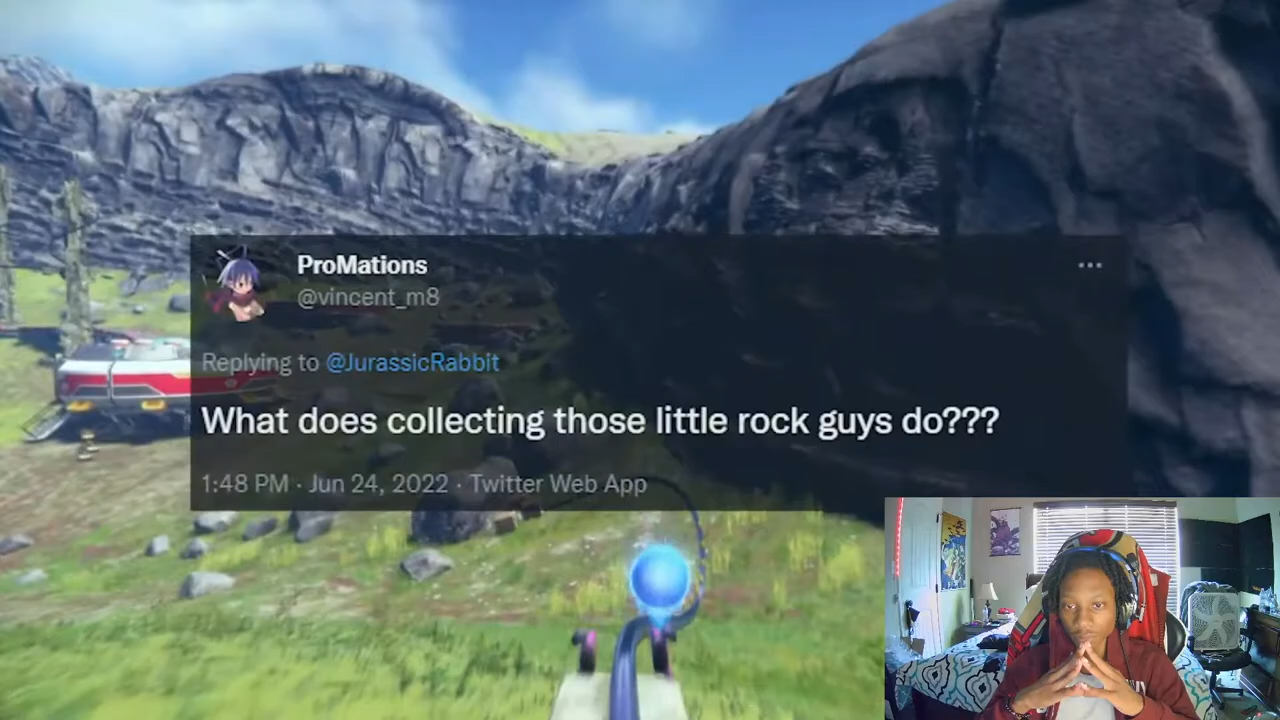 ProMations
@vincent_m8
Replying to @JurassicRabbit
What does collecting those little rock guys do???
1:48 PM · Jun 24, 2022 · Twitter Web App